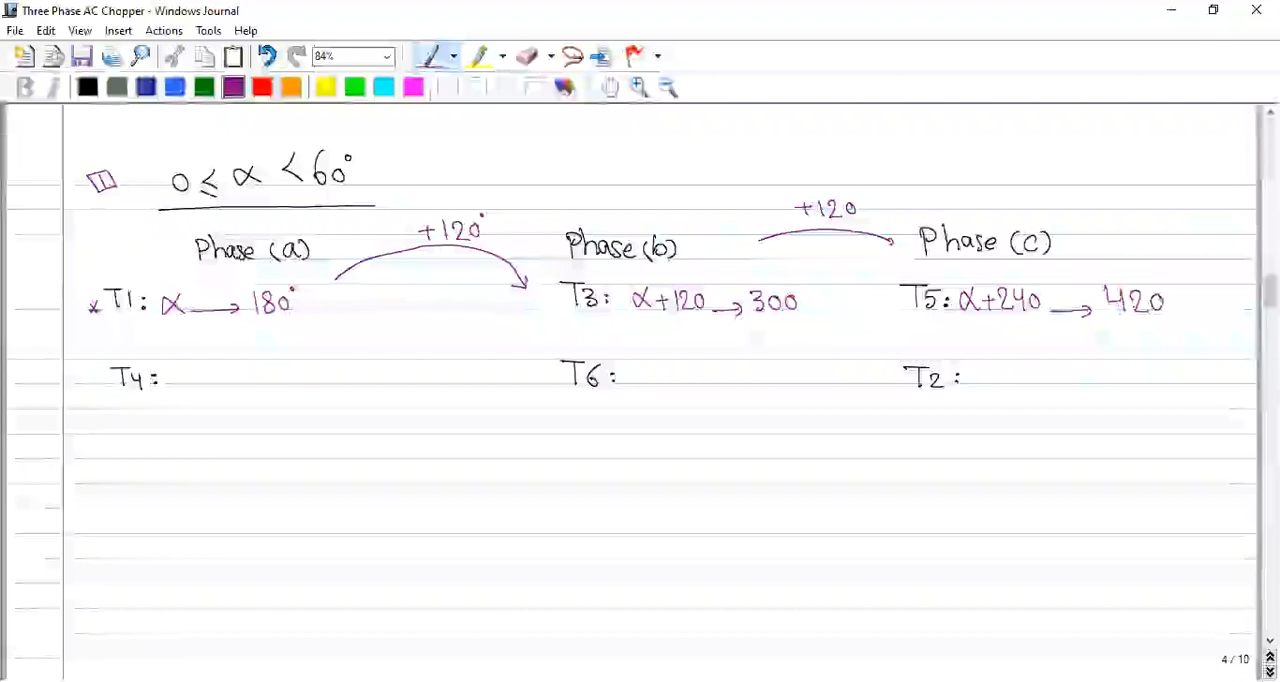 Three Phase AC Chopper - Windows Journal
File Edit View Insert Actions Tools Help
84%
B I
1 0 ≤ α < 60°
+120° +120
Phase (a) Phase (b) Phase (c)
* T1: α → 180° T3: α+120 → 300 T5: α+240 → 420
T4: T6: T2:
4 / 10